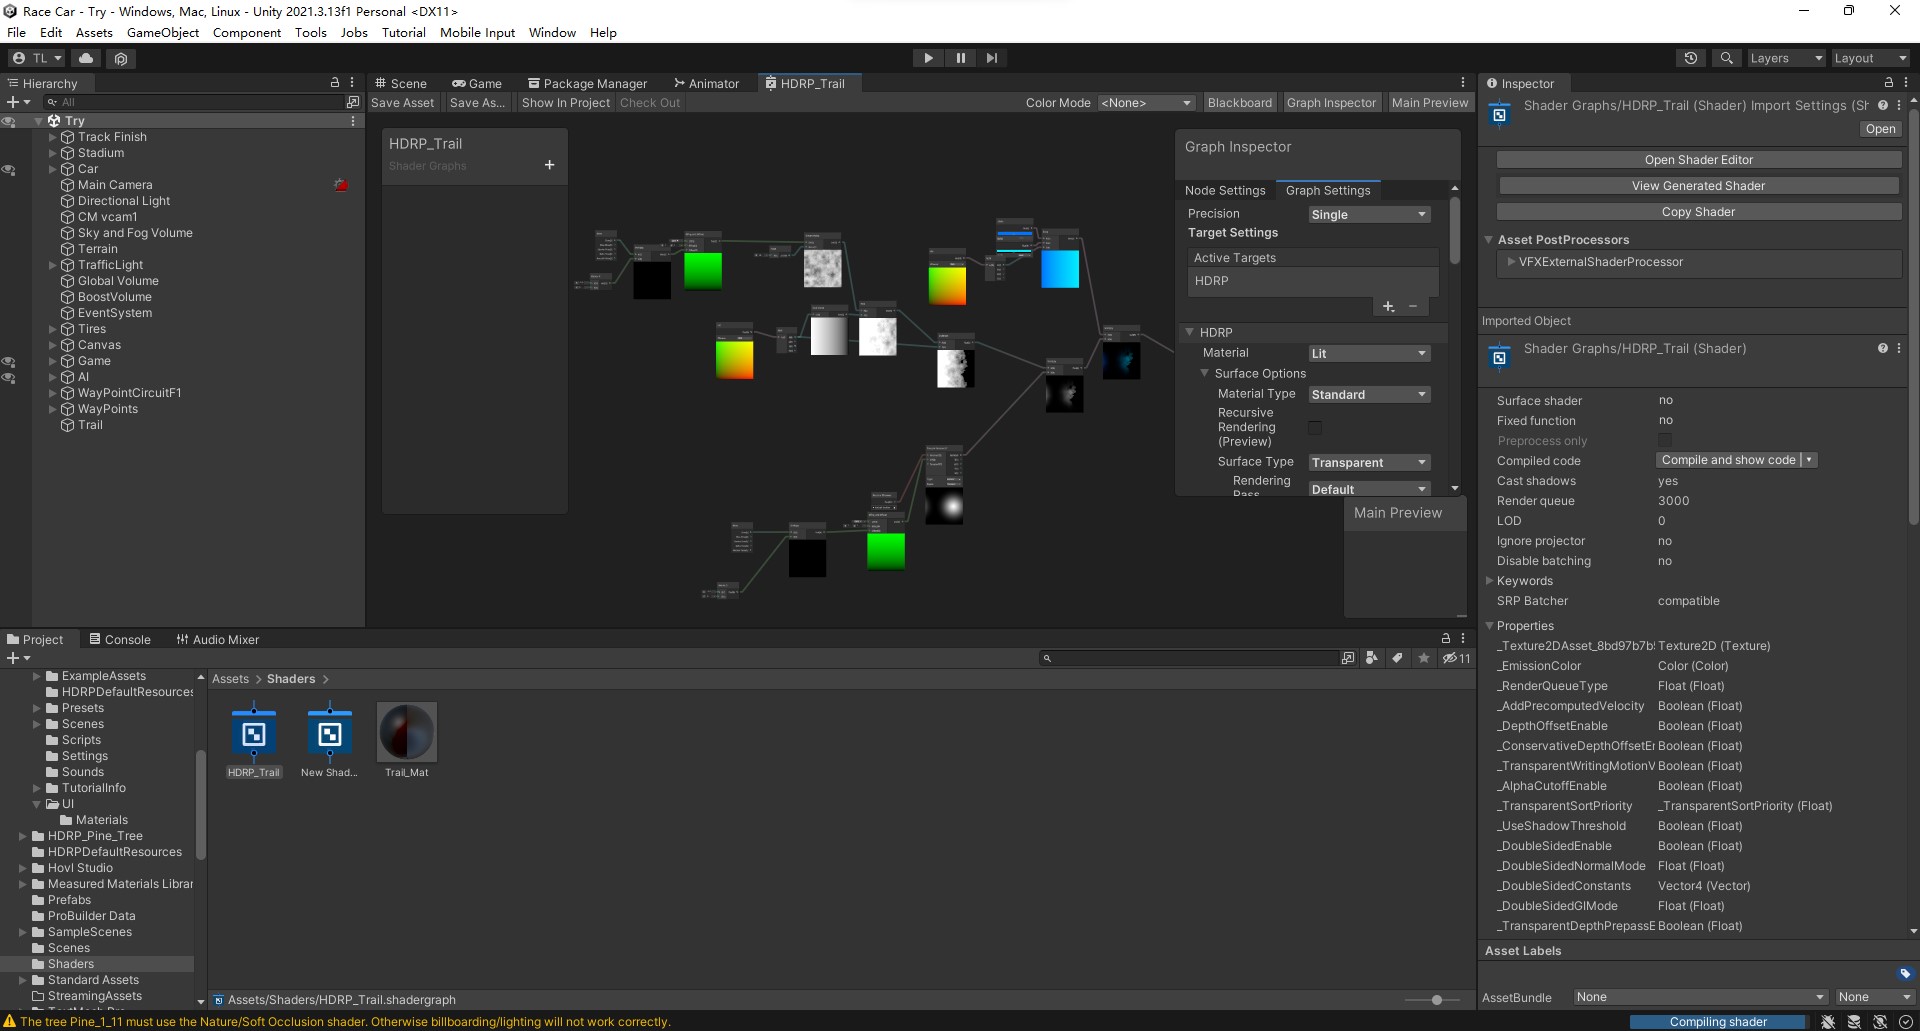 Race Car - Try - Windows, Mac, Linux - Unity 2021.3.13f1 Personal <DX11>
File Edit Assets GameObject Component Tools Jobs Tutorial Mobile Input Window Help
TL
Layers
Layout
Hierarchy
All
Try
Track Finish
Stadium
Car
Main Camera
Directional Light
CM vcam1
Sky and Fog Volume
Terrain
TrafficLight
Global Volume
BoostVolume
EventSystem
Tires
Canvas
Game
AI
WayPointCircuitF1
WayPoints
Trail
Scene
Game
Package Manager
Animator
HDRP_Trail
Save Asset
Save As...
Show In Project
Check Out
Color Mode
<None>
Blackboard
Graph Inspector
Main Preview
HDRP_Trail
Shader Graphs
Graph Inspector
Node Settings
Graph Settings
Precision
Single
Target Settings
Active Targets
HDRP
HDRP
Material
Lit
Surface Options
Material Type
Standard
Recursive
Rendering
(Preview)
Surface Type
Transparent
Rendering
Pass
Default
Main Preview
Inspector
Shader Graphs/HDRP_Trail (Shader) Import Settings (Sh
Open
Open Shader Editor
View Generated Shader
Copy Shader
Asset PostProcessors
VFXExternalShaderProcessor
Imported Object
Shader Graphs/HDRP_Trail (Shader)
Surface shader no
Fixed function no
Preprocess only
Compiled code Compile and show code
Cast shadows yes
Render queue 3000
LOD 0
Ignore projector no
Disable batching no
Keywords
SRP Batcher compatible
Properties
_Texture2DAsset_8bd97b7b! Texture2D (Texture)
_EmissionColor Color (Color)
_RenderQueueType Float (Float)
_AddPrecomputedVelocity Boolean (Float)
_DepthOffsetEnable Boolean (Float)
_ConservativeDepthOffsetEr Boolean (Float)
_TransparentWritingMotionV Boolean (Float)
_AlphaCutoffEnable Boolean (Float)
_TransparentSortPriority _TransparentSortPriority (Float)
_UseShadowThreshold Boolean (Float)
_DoubleSidedEnable Boolean (Float)
_DoubleSidedNormalMode Float (Float)
_DoubleSidedConstants Vector4 (Vector)
_DoubleSidedGIMode Float (Float)
_TransparentDepthPrepassE Boolean (Float)
Asset Labels
AssetBundle None None
Project
Console
Audio Mixer
11
ExampleAssets
HDRPDefaultResources
Presets
Scenes
Scripts
Settings
Sounds
TutorialInfo
UI
Materials
HDRP_Pine_Tree
HDRPDefaultResources
Hovl Studio
Measured Materials Librar
Prefabs
ProBuilder Data
SampleScenes
Scenes
Shaders
Standard Assets
StreamingAssets
Assets > Shaders >
HDRP_Trail
New Shad...
Trail_Mat
Assets/Shaders/HDRP_Trail.shadergraph
The tree Pine_1_11 must use the Nature/Soft Occlusion shader. Otherwise billboarding/lighting will not work correctly.
Compiling shader